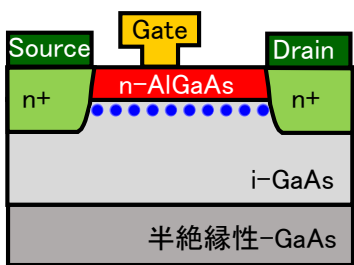 Gate
Source
Drain
n-AlGaAs
n+
n+
i-GaAs
半絶縁性-GaAs